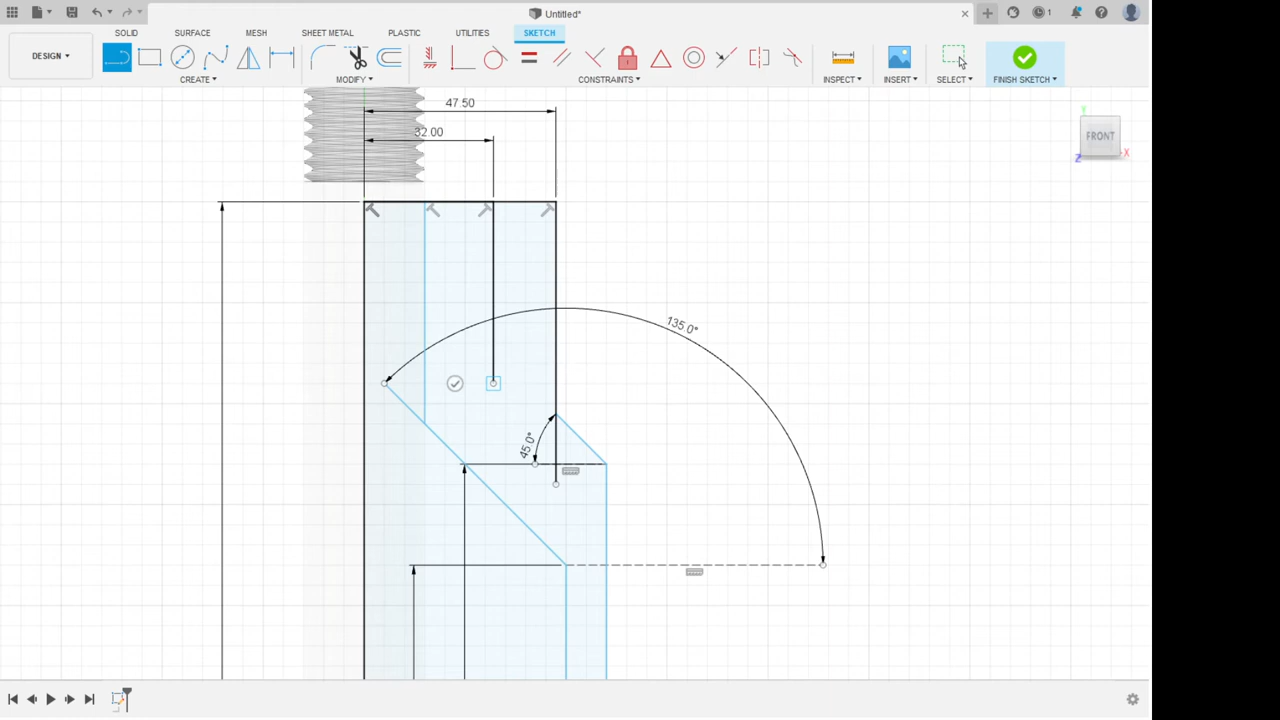 Untitled*
SOLID SURFACE MESH SHEET METAL PLASTIC UTILITIES SKETCH
DESIGN
CREATE MODIFY CONSTRAINTS INSPECT INSERT SELECT FINISH SKETCH
47.50
32.00
Y
FRONT
Z X
135.0°
45.0°